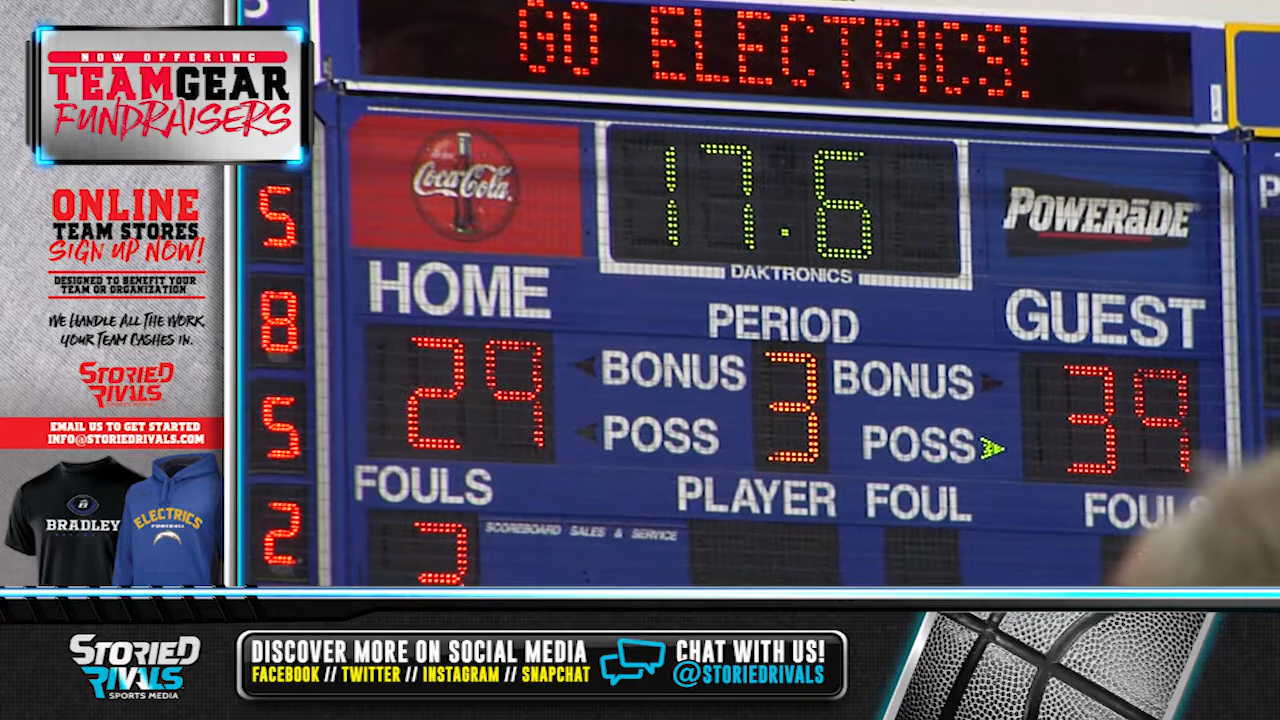 NOW OFFERING
TEAMGEAR
FUNDRAISERS
ONLINE
TEAM STORES
SIGN UP NOW!
DESIGNED TO BENEFIT YOUR
TEAM OR ORGANIZATION
WE HANDLE ALL THE WORK,
YOUR TEAM CASHES IN.
STORIED
RIVALS
EMAIL US TO GET STARTED
INFO@STORIEDRIVALS.COM
BRADLEY
ELECTRICS
FOOTBALL
GO ELECTRICS!
Coca-Cola
17.6
POWERāDE
DAKTRONICS
HOME
PERIOD
GUEST
29
BONUS
3
BONUS
39
POSS
POSS
FOULS
PLAYER FOUL
FOULS
SCOREBOARD SALES & SERVICE
5
8
5
2
STORIED
RIVALS
SPORTS MEDIA
DISCOVER MORE ON SOCIAL MEDIA
FACEBOOK // TWITTER // INSTAGRAM // SNAPCHAT
CHAT WITH US!
@STORIEDRIVALS